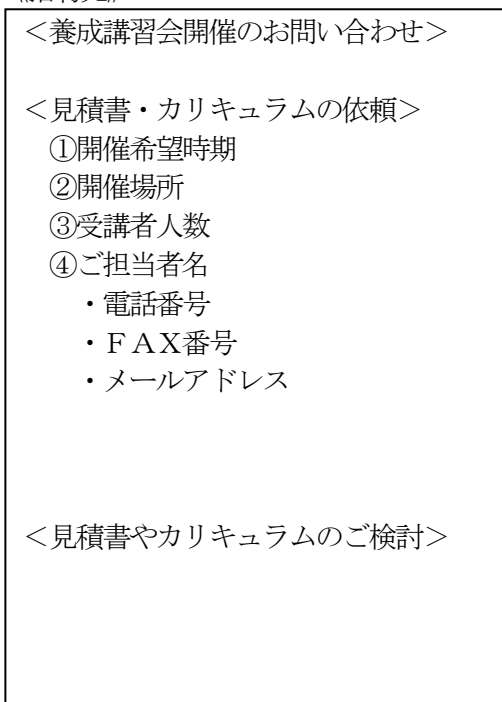 ＜養成講習会開催のお問い合わせ＞
＜見積書・カリキュラムの依頼＞
①開催希望時期
②開催場所
③受講者人数
④ご担当者名
・電話番号
・ＦＡＸ番号
・メールアドレス
＜見積書やカリキュラムのご検討＞